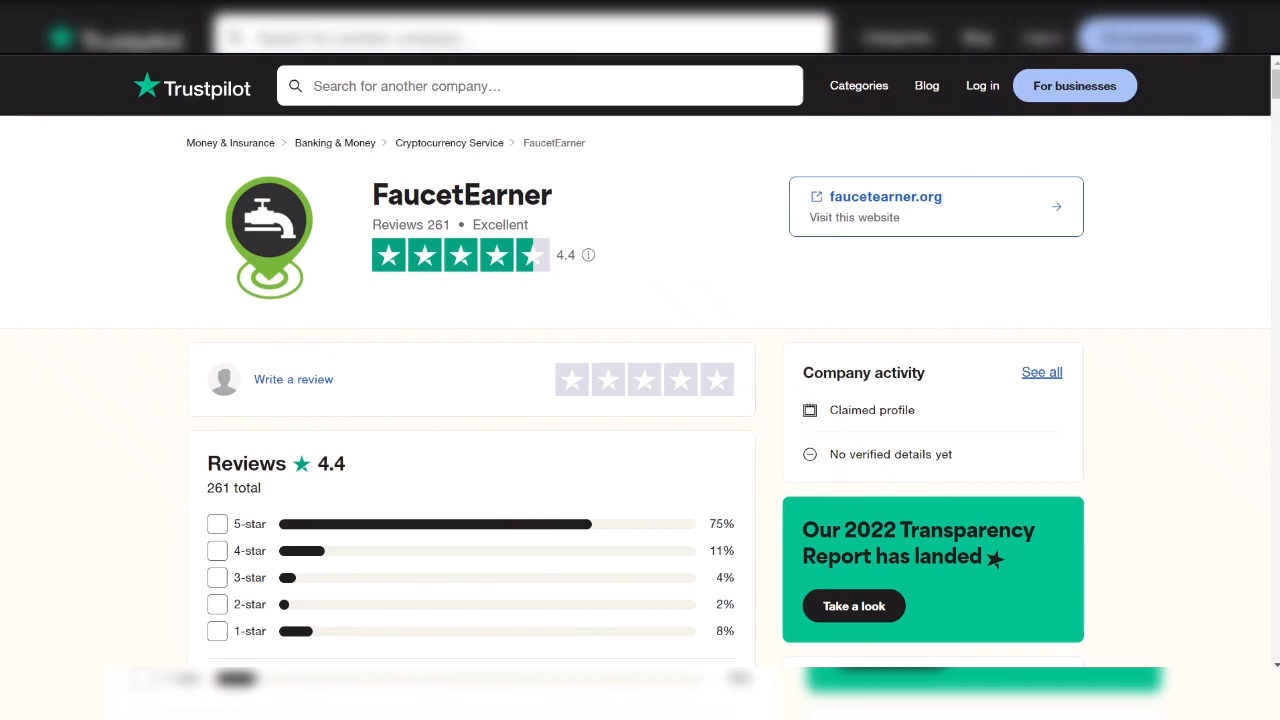 Trustpilot
Search for another company…
Categories
Blog
Log in
For businesses
Money & Insurance > Banking & Money > Cryptocurrency Service > FaucetEarner
FaucetEarner
Reviews 261 • Excellent
4.4
faucetearner.org
Visit this website
Write a review
Company activity
See all
Claimed profile
No verified details yet
Reviews ★ 4.4
261 total
5-star 75%
4-star 11%
3-star 4%
2-star 2%
1-star 8%
Our 2022 Transparency
Report has landed
Take a look